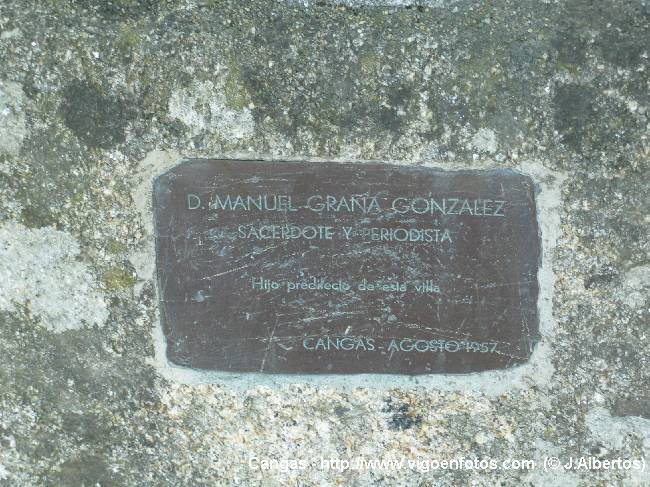 D. MANUEL GRAÑA GONZALEZ
SACERDOTE Y PERIODISTA
Hijo predilecto de esta villa
CANGAS. AGOSTO 1957.
Cangas - http://www.vigoenfotos.com (© J.Albertos)